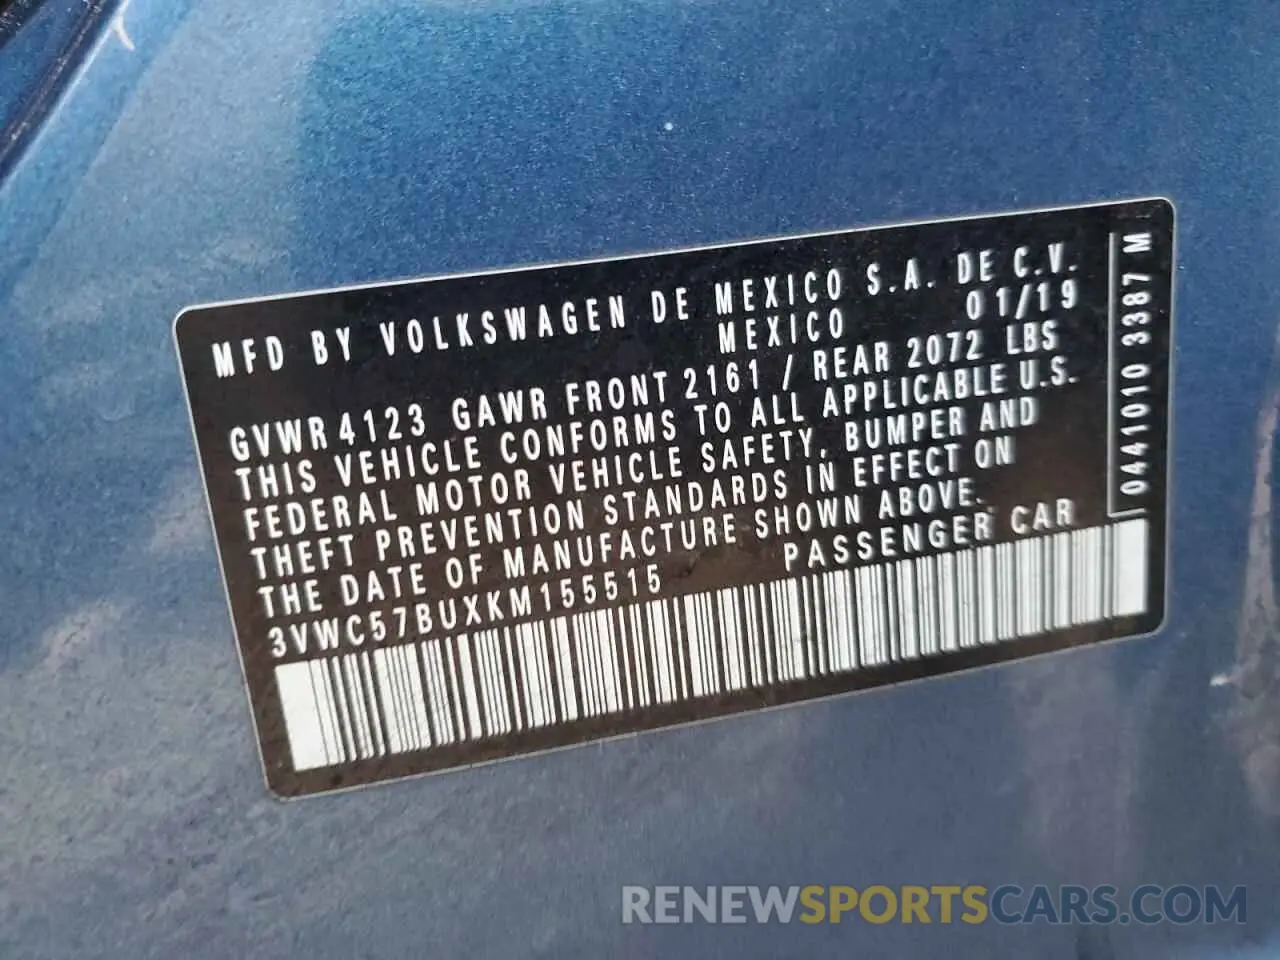 MFD BY VOLKSWAGEN DE MEXICO S.A. DE C.V.
MEXICO 01/19
GVWR 4123 GAWR FRONT 2161 / REAR 2072 LBS
THIS VEHICLE CONFORMS TO ALL APPLICABLE U.S.
FEDERAL MOTOR VEHICLE SAFETY, BUMPER AND
THEFT PREVENTION STANDARDS IN EFFECT ON
THE DATE OF MANUFACTURE SHOWN ABOVE.
3VWC57BUXKM155515 PASSENGER CAR
0441010 3387 M
RENEWSPORTSCARS.COM